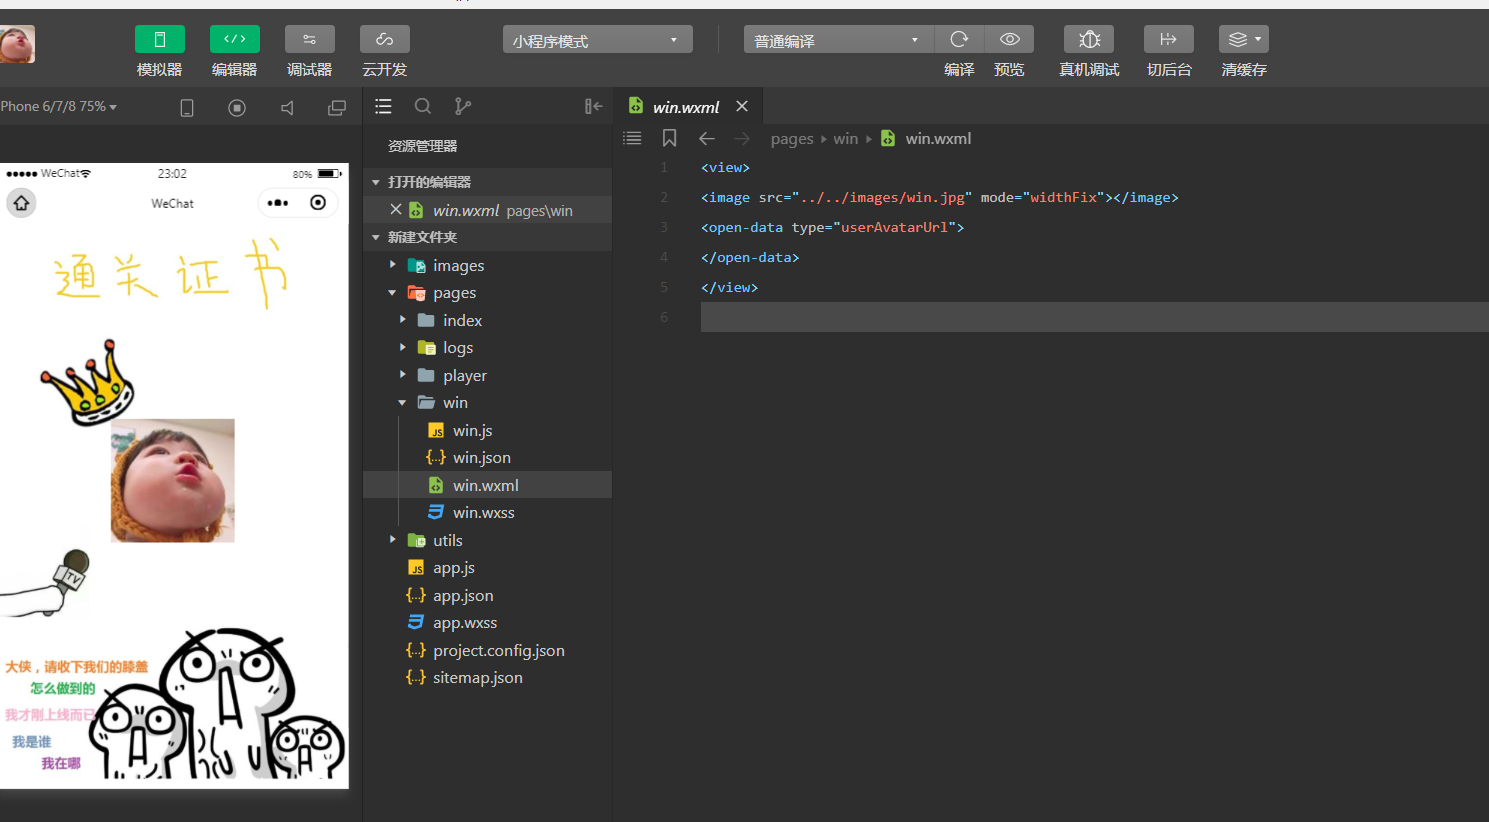 模拟器
编辑器
调试器
云开发
小程序模式
普通编译
编译
预览
真机调试
切后台
清缓存
Phone 6/7/8 75%
WeChat
23:02
80%
WeChat
通关证书
TV
大侠，请收下我们的膝盖
怎么做到的
我才刚上线而已
我是谁
我在哪
资源管理器
打开的编辑器
win.wxml pages\win
新建文件夹
images
pages
index
logs
player
win
JS win.js
{..} win.json
win.wxml
win.wxss
utils
JS app.js
{..} app.json
app.wxss
{..} project.config.json
{..} sitemap.json
win.wxml
pages win win.wxml
1 <view>
2 <image src="../../images/win.jpg" mode="widthFix"></image>
3 <open-data type="userAvatarUrl">
4 </open-data>
5 </view>
6